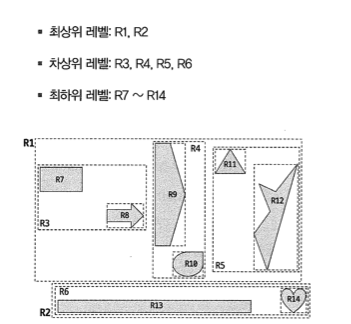 ▪ 최상위 레벨: R1, R2
▪ 차상위 레벨: R3, R4, R5, R6
▪ 최하위 레벨: R7 ~ R14
R1
R4
R11
R7
R9
R12
R8
R3
R10
R5
R6
R14
R13
R2